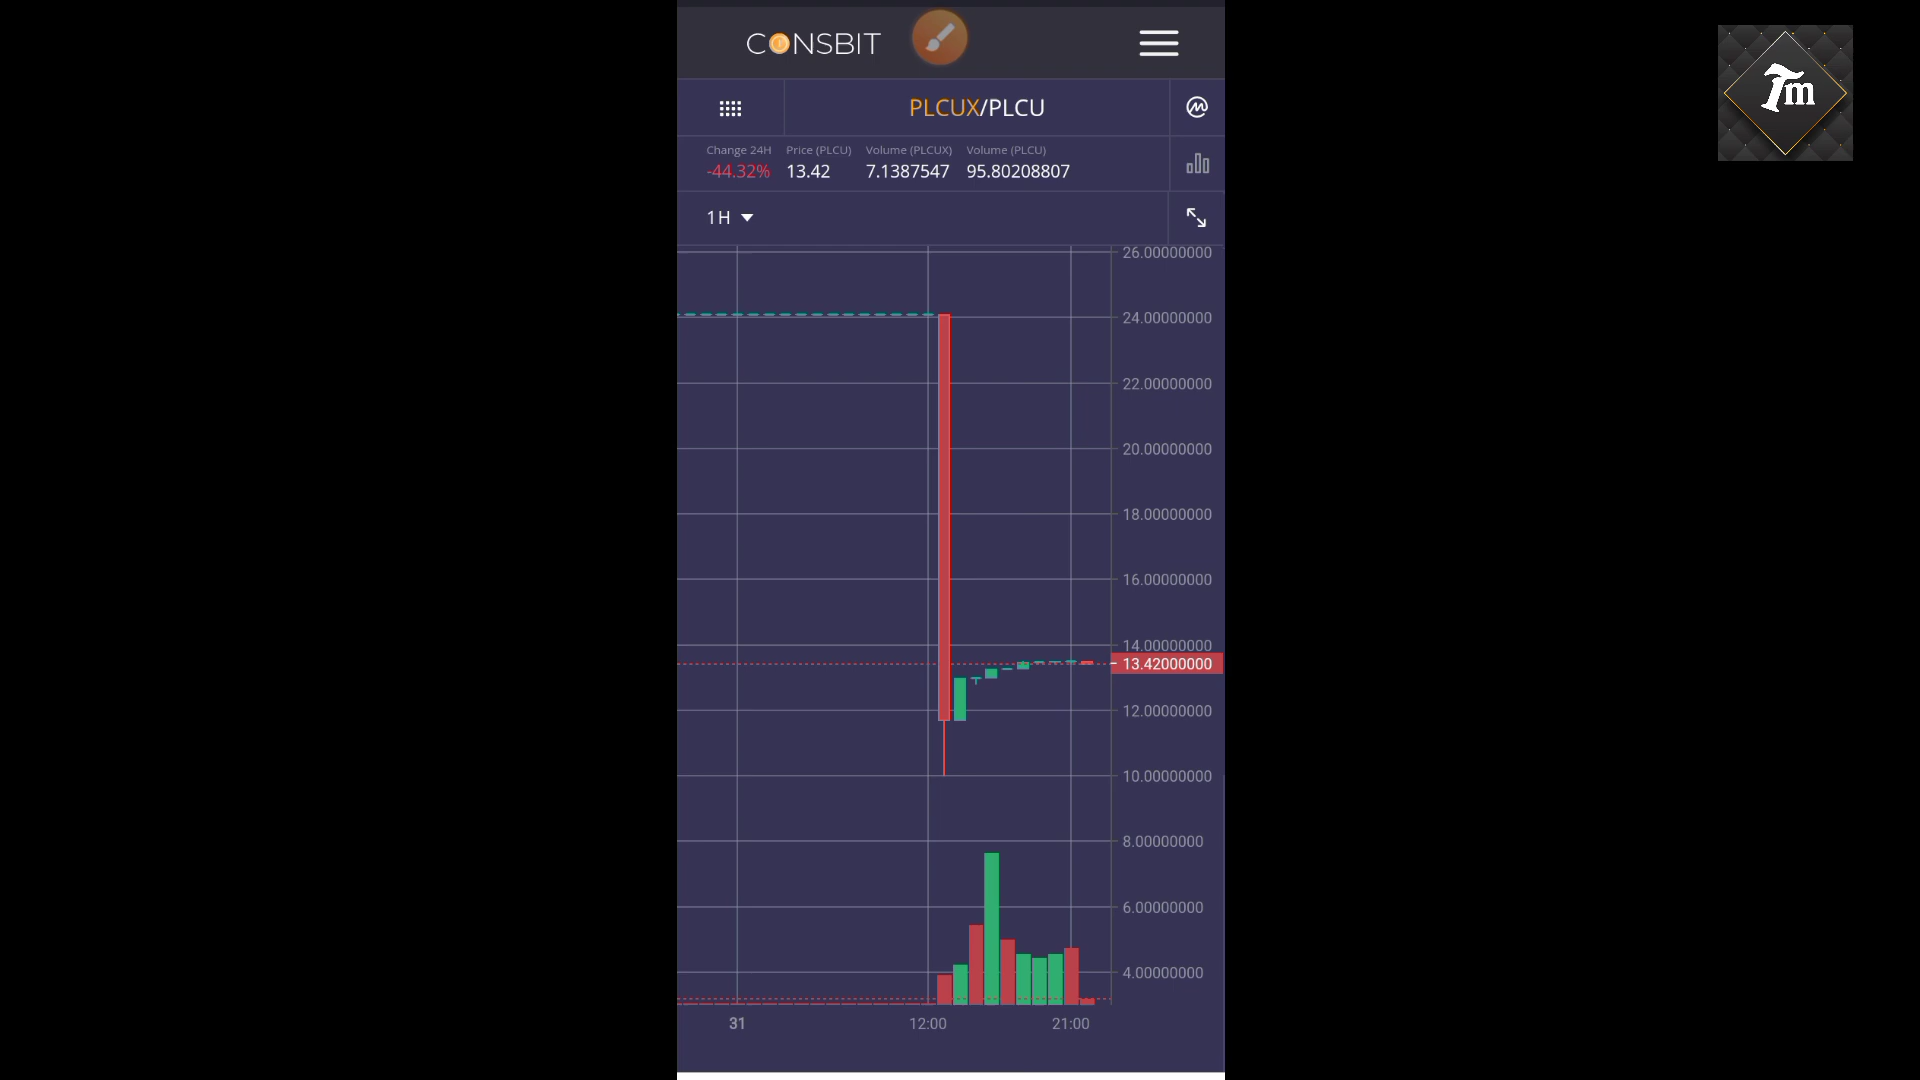 CONSBIT
PLCUX/PLCU
Change 24H Price (PLCU) Volume (PLCUX) Volume (PLCU)
-44.32% 13.42 7.1387547 95.80208807
1H
26.00000000
24.00000000
22.00000000
20.00000000
18.00000000
16.00000000
14.00000000
13.42000000
12.00000000
10.00000000
8.00000000
6.00000000
4.00000000
31 12:00 21:00
Tm